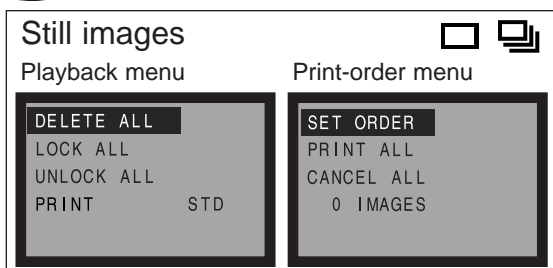 Still images
Playback menu
DELETE ALL
LOCK ALL
UNLOCK ALL
PRINT STD
Print-order menu
SET ORDER
PRINT ALL
CANCEL ALL
0 IMAGES